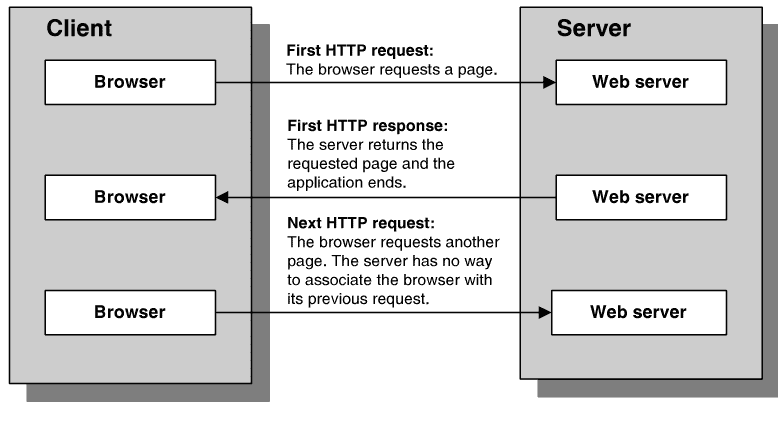 Client
Server
First HTTP request:
The browser requests a page.
Browser
Web server
First HTTP response:
The server returns the
requested page and the
application ends.
Browser
Web server
Next HTTP request:
The browser requests another
page. The server has no way
to associate the browser with
its previous request.
Browser
Web server